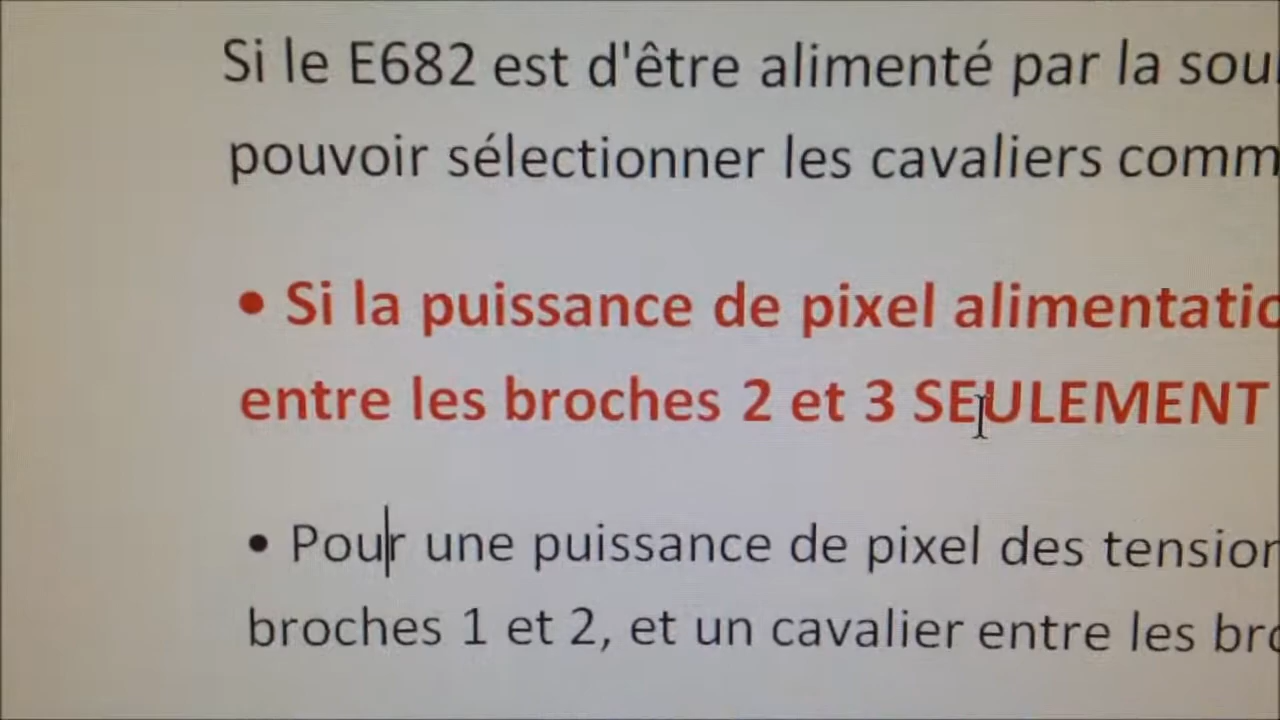 Si le E682 est d'être alimenté par la sou
pouvoir sélectionner les cavaliers comm
• Si la puissance de pixel alimentatio
entre les broches 2 et 3 SEULEMENT
• Pour une puissance de pixel des tension
broches 1 et 2, et un cavalier entre les bro